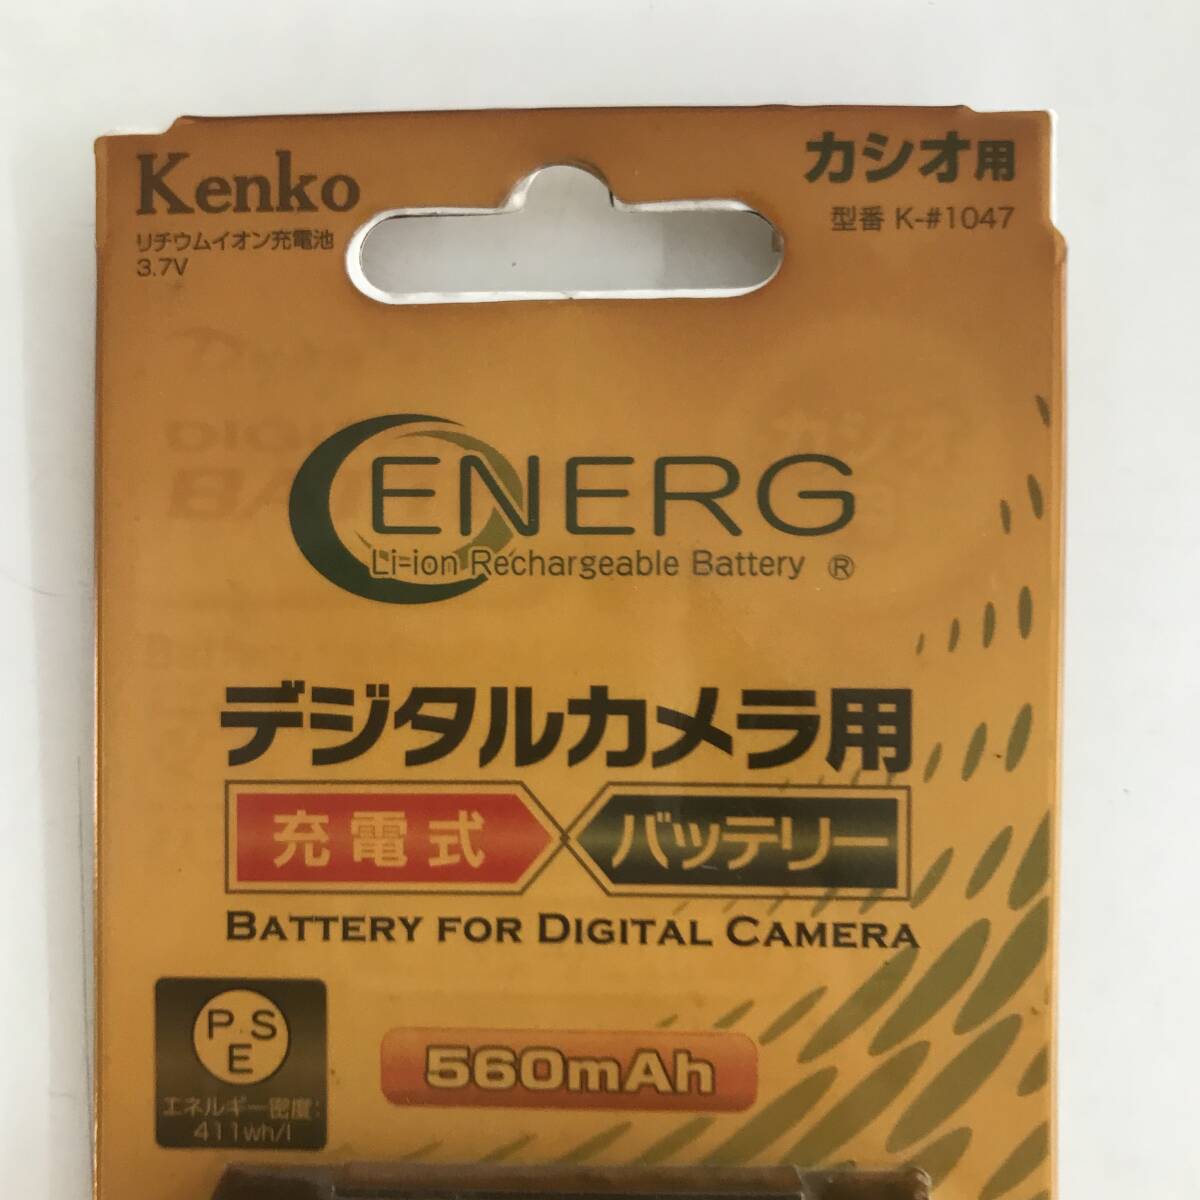 Kenko
リチウムイオン充電池
3.7V
カシオ用
型番 K-#1047
ENERG
Li-ion Rechargeable Battery ®
デジタルカメラ用
充電式
バッテリー
BATTERY FOR DIGITAL CAMERA
PSE
エネルギー密度:
411wh/l
560mAh